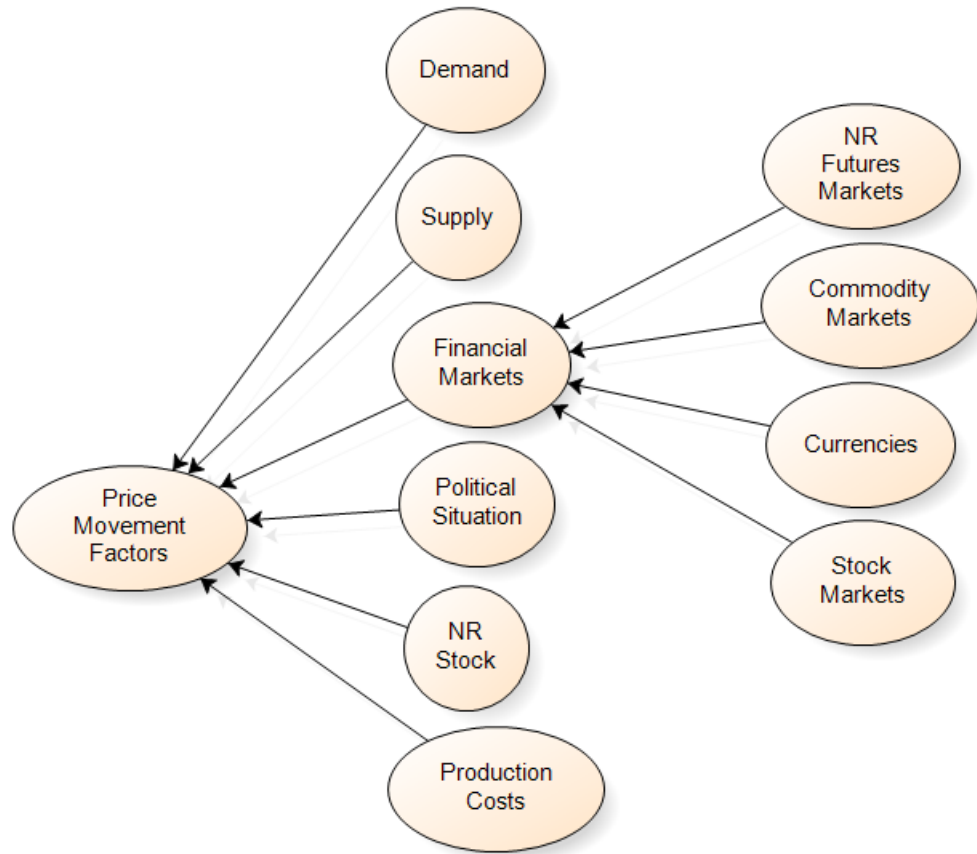 Demand
Supply
Financial
Markets
Political
Situation
NR
Stock
Production
Costs
Price
Movement
Factors
NR
Futures
Markets
Commodity
Markets
Currencies
Stock
Markets